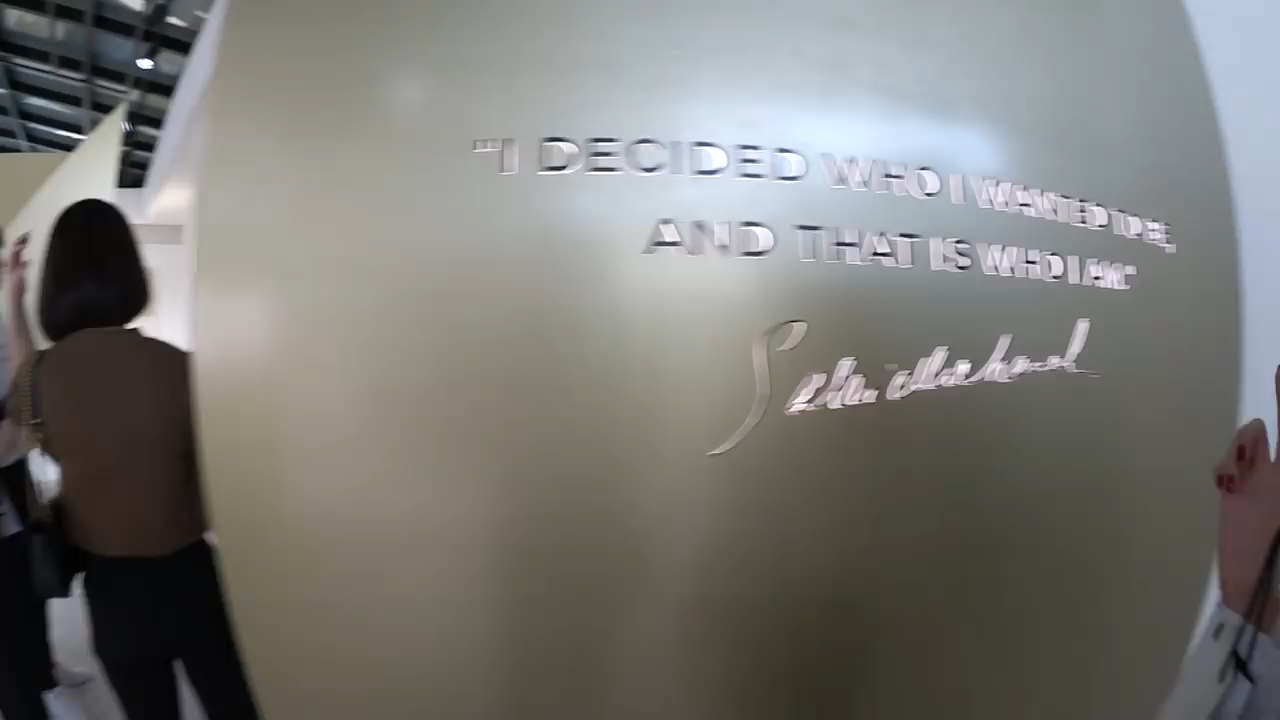 "I DECIDED WHO I WANTED TO BE,
AND THAT IS WHO I AM."